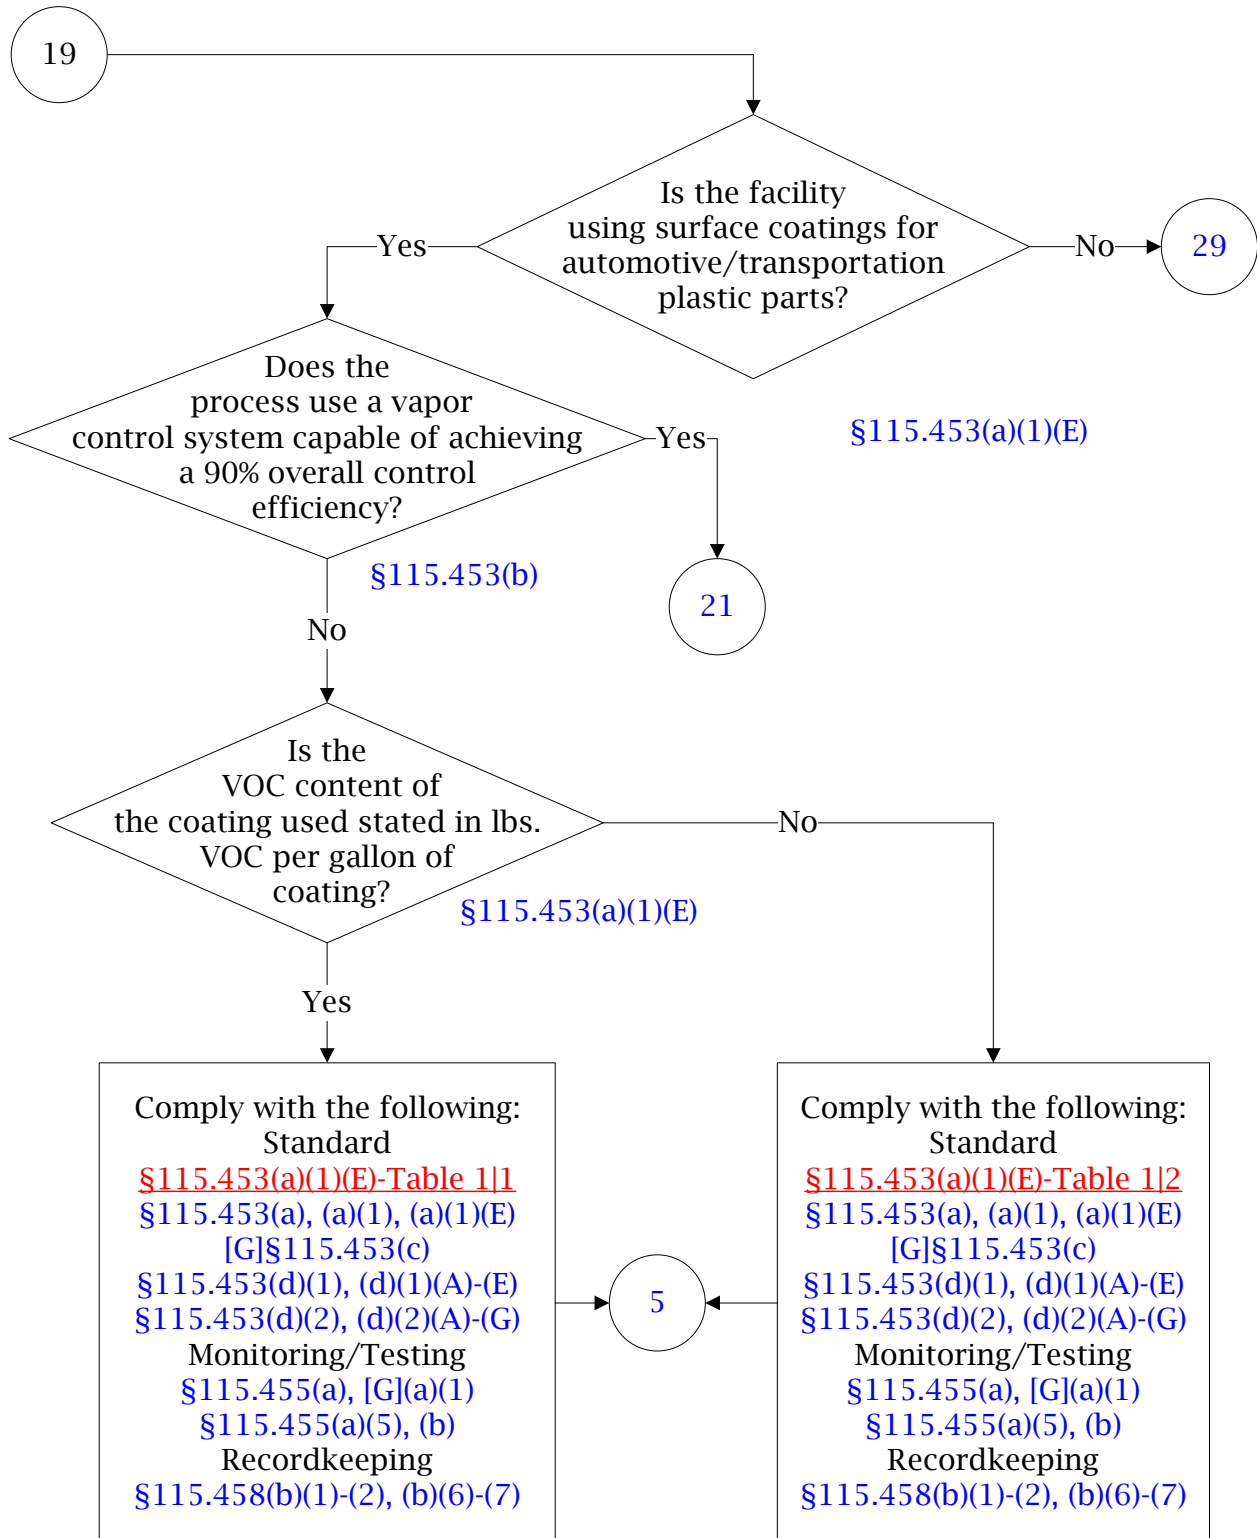 19
Is the facility
using surface coatings for
automotive/transportation
plastic parts?
Yes
No
29
§115.453(a)(1)(E)
Does the
process use a vapor
control system capable of achieving
a 90% overall control
efficiency?
Yes
§115.453(b)
21
No
Is the
VOC content of
the coating used stated in lbs.
VOC per gallon of
coating?
No
§115.453(a)(1)(E)
Yes
Comply with the following:
Standard
§115.453(a)(1)(E)-Table 1|1
§115.453(a), (a)(1), (a)(1)(E)
[G]§115.453(c)
§115.453(d)(1), (d)(1)(A)-(E)
§115.453(d)(2), (d)(2)(A)-(G)
Monitoring/Testing
§115.455(a), [G](a)(1)
§115.455(a)(5), (b)
Recordkeeping
§115.458(b)(1)-(2), (b)(6)-(7)
5
Comply with the following:
Standard
§115.453(a)(1)(E)-Table 1|2
§115.453(a), (a)(1), (a)(1)(E)
[G]§115.453(c)
§115.453(d)(1), (d)(1)(A)-(E)
§115.453(d)(2), (d)(2)(A)-(G)
Monitoring/Testing
§115.455(a), [G](a)(1)
§115.455(a)(5), (b)
Recordkeeping
§115.458(b)(1)-(2), (b)(6)-(7)